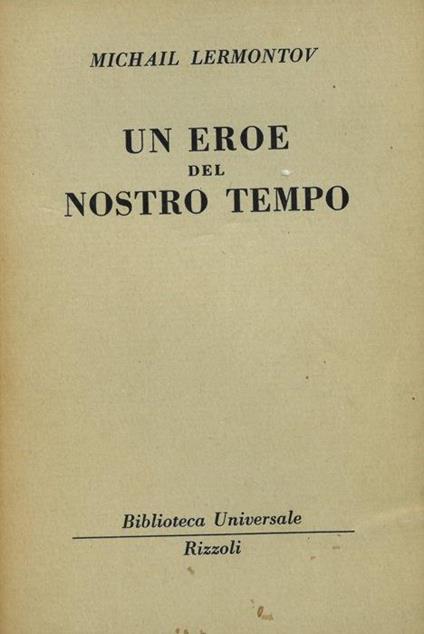 MICHAIL LERMONTOV
UN EROE
DEL
NOSTRO TEMPO
Biblioteca Universale
Rizzoli